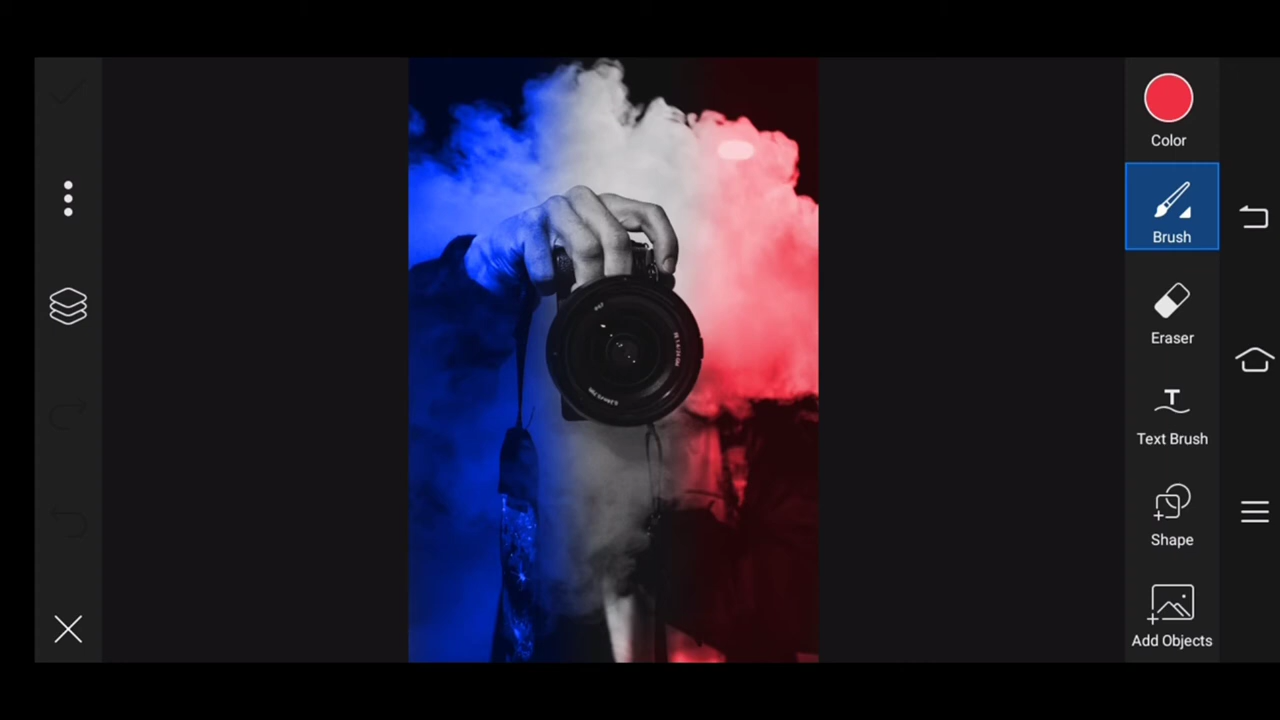 Color
Brush
Eraser
Text Brush
Shape
Add Objects